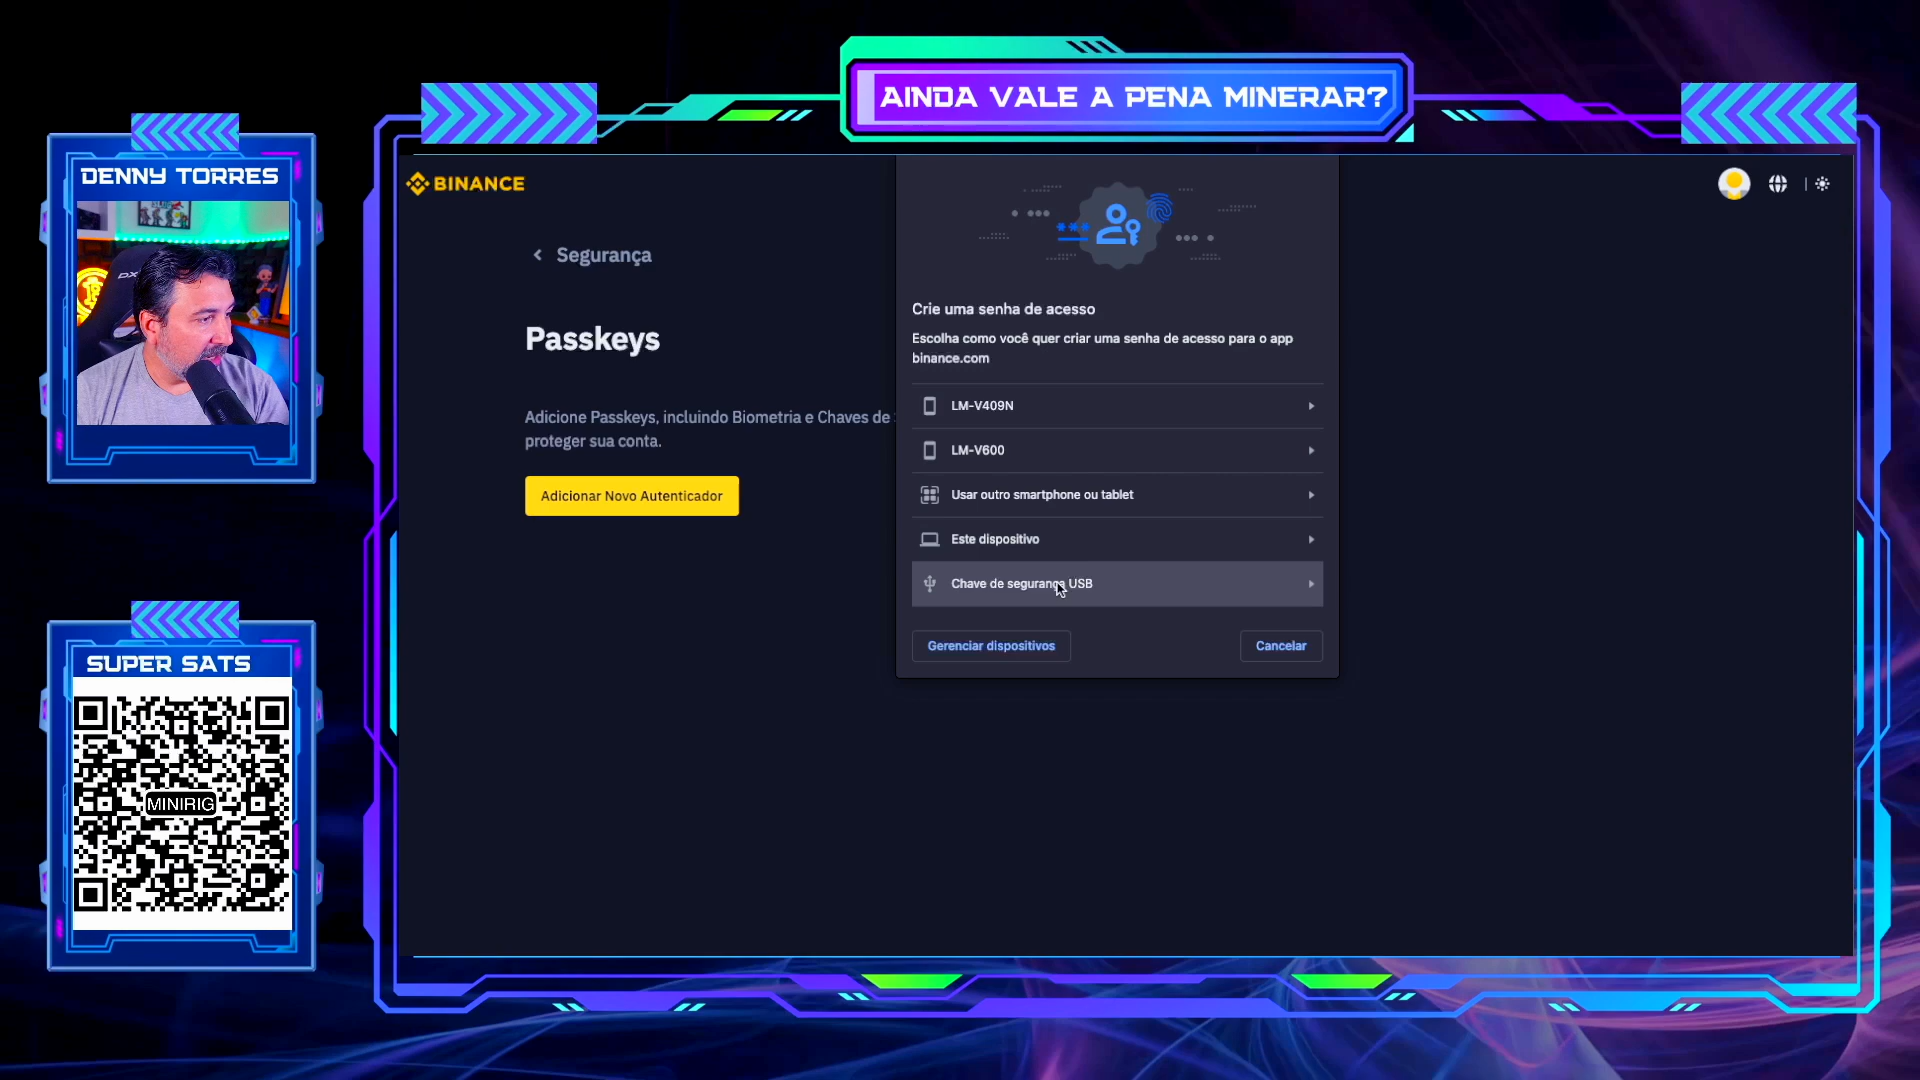 AINDA VALE A PENA MINERAR?
DENNY TORRES
DX
BINANCE
Segurança
Passkeys
Adicione Passkeys, incluindo Biometria e Chaves de
proteger sua conta.
Adicionar Novo Autenticador
***
Crie uma senha de acesso
Escolha como você quer criar uma senha de acesso para o app
binance.com
LM-V409N
LM-V600
Usar outro smartphone ou tablet
Este dispositivo
Chave de segurança USB
Gerenciar dispositivos
Cancelar
SUPER SATS
MINIRIG